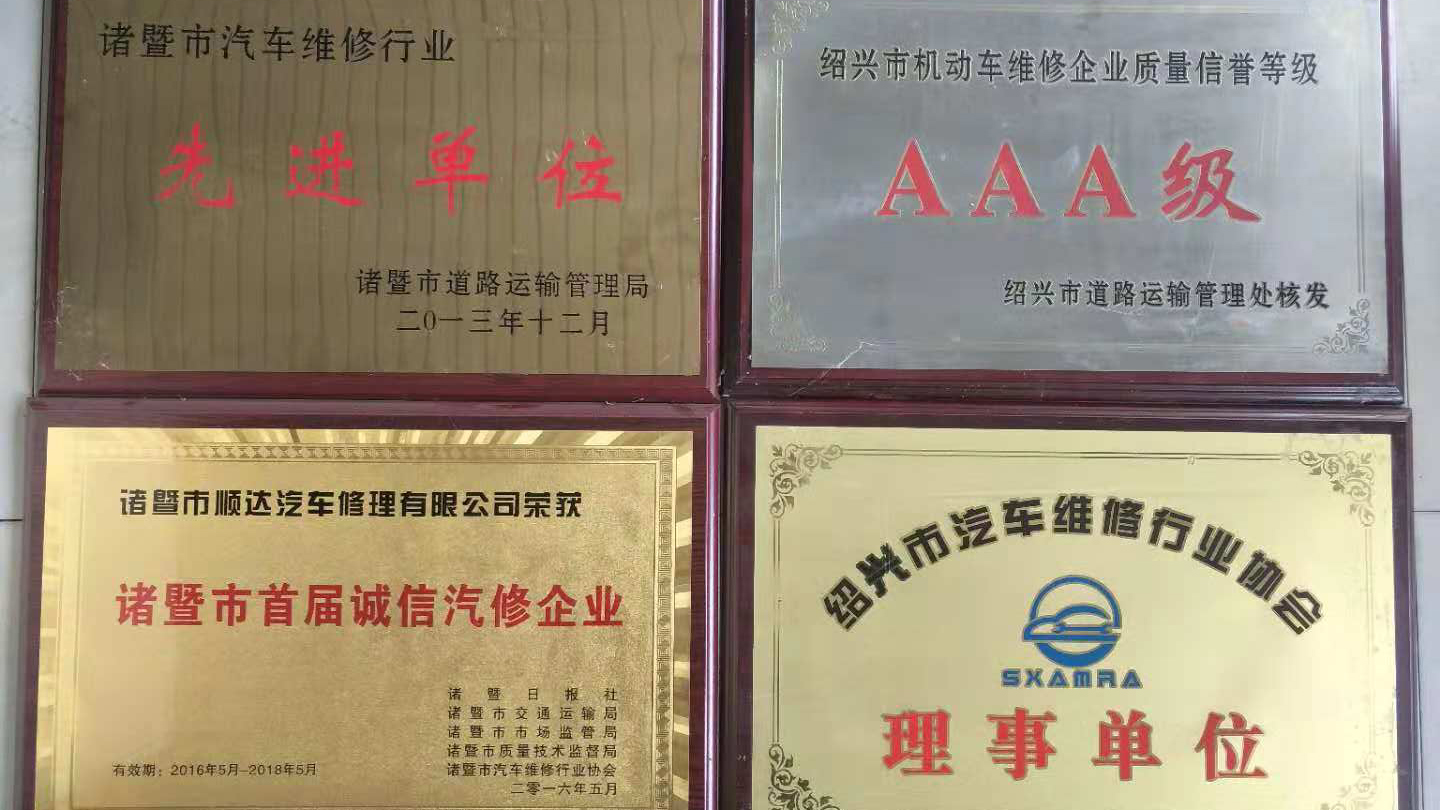 诸暨市汽车维修行业
先进单位
诸暨市道路运输管理局
二0一三年十二月
绍兴市机动车维修企业质量信誉等级
AAA级
绍兴市道路运输管理处核发
诸暨市顺达汽车修理有限公司荣获
诸暨市首届诚信汽修企业
诸暨日报社
诸暨市交通运输局
诸暨市市场监管局
诸暨市质量技术监督局
诸暨市汽车维修行业协会
有效期：2016年5月-2018年5月
二零一六年五月
绍兴市汽车维修行业协会
SXAMRA
理事单位